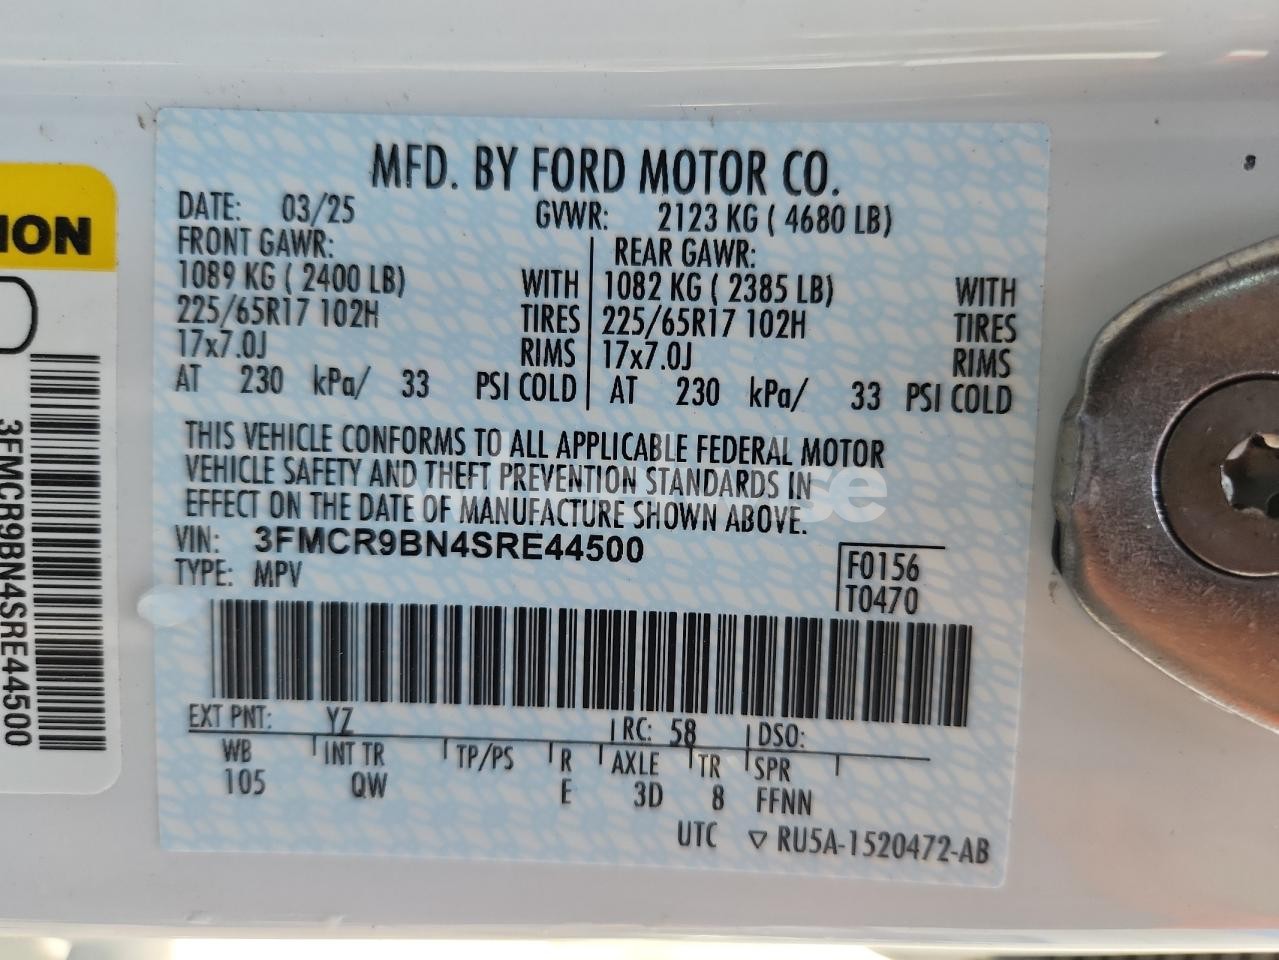 ION
3FMCR9BN4SRE44500
MFD. BY FORD MOTOR CO.
DATE: 03/25 GVWR: 2123 KG ( 4680 LB)
FRONT GAWR: REAR GAWR:
1089 KG ( 2400 LB) WITH 1082 KG ( 2385 LB) WITH
225/65R17 102H TIRES 225/65R17 102H TIRES
17x7.0J RIMS 17x7.0J RIMS
AT 230 kPa/ 33 PSI COLD AT 230 kPa/ 33 PSI COLD
THIS VEHICLE CONFORMS TO ALL APPLICABLE FEDERAL MOTOR
VEHICLE SAFETY AND THEFT PREVENTION STANDARDS IN
EFFECT ON THE DATE OF MANUFACTURE SHOWN ABOVE.
VIN: 3FMCR9BN4SRE44500
TYPE: MPV
F0156
T0470
EXT PNT: YZ RC: 58 DSO:
WB INT TR TP/PS R AXLE TR SPR
105 QW E 3D 8 FFNN
UTC ▽ RU5A-1520472-AB